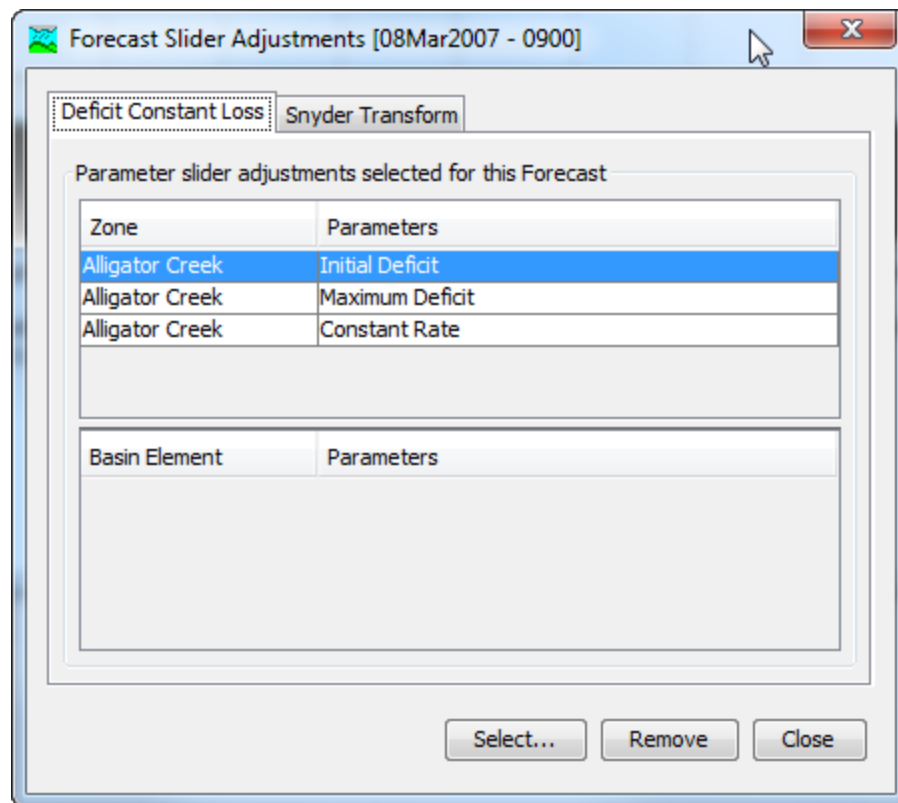 Forecast Slider Adjustments [08Mar2007 - 0900]
Deficit Constant Loss Snyder Transform
Parameter slider adjustments selected for this Forecast
Zone Parameters
Alligator Creek Initial Deficit
Alligator Creek Maximum Deficit
Alligator Creek Constant Rate
Basin Element Parameters
Select... Remove Close